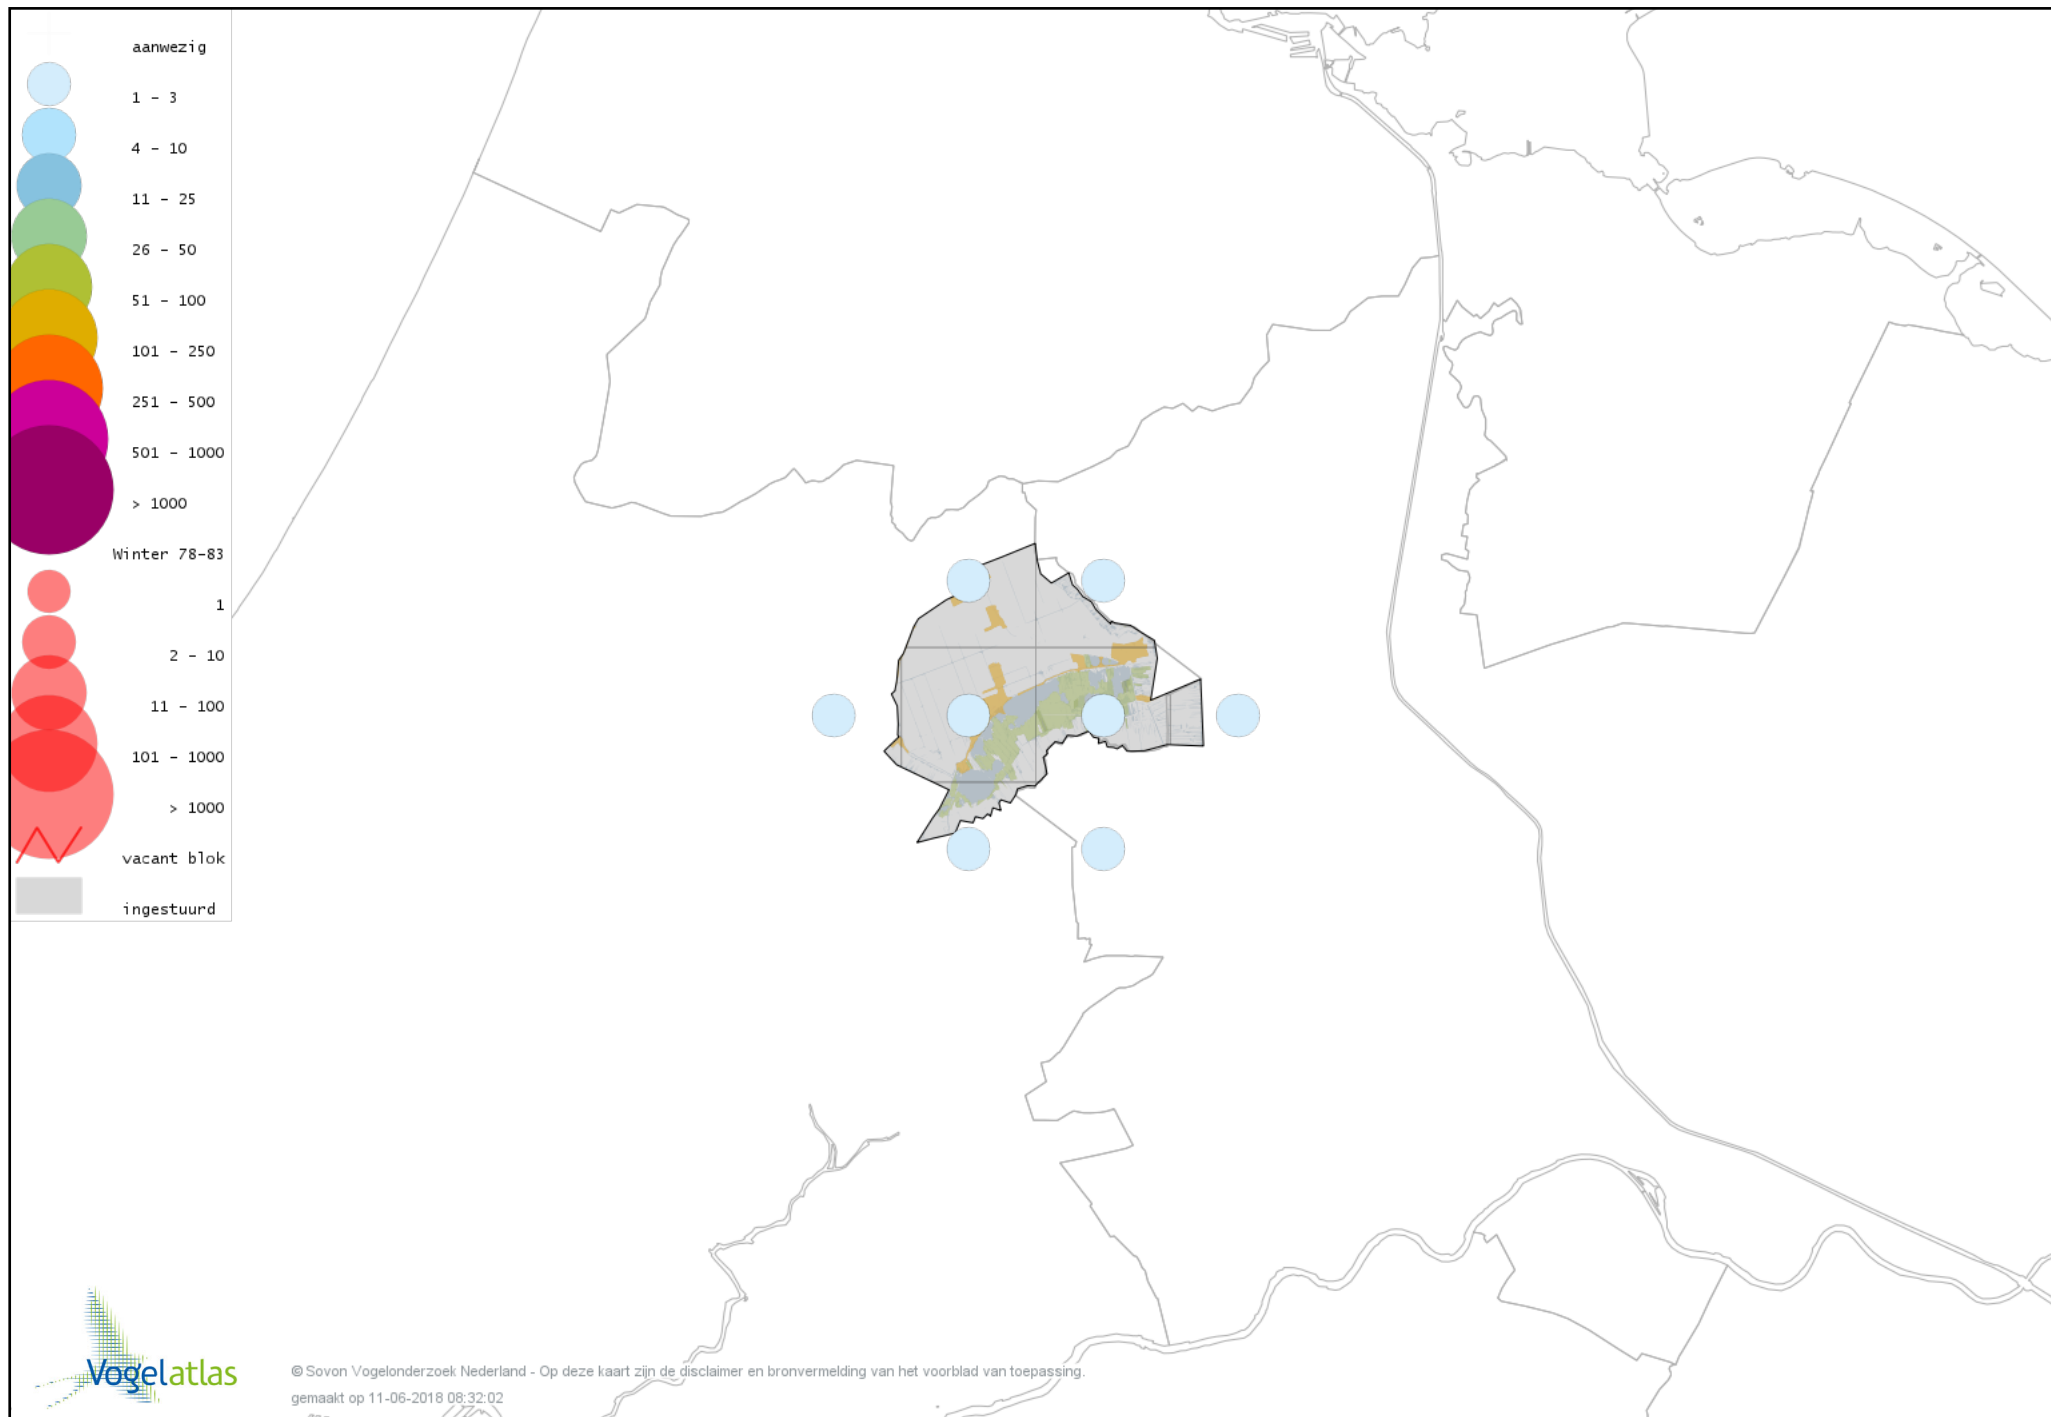 aanwezig
1 - 3
4 - 10
11 - 25
26 - 50
51 - 100
101 - 250
251 - 500
501 - 1000
> 1000
Winter 78-83
1
2 - 10
11 - 100
101 - 1000
> 1000
vacant blok
ingestuurd
Vogelatlas
© Sovon Vogelonderzoek Nederland - Op deze kaart zijn de disclaimer en bronvermelding van het voorblad van toepassing.
gemaakt op 11-06-2018 08:32:02